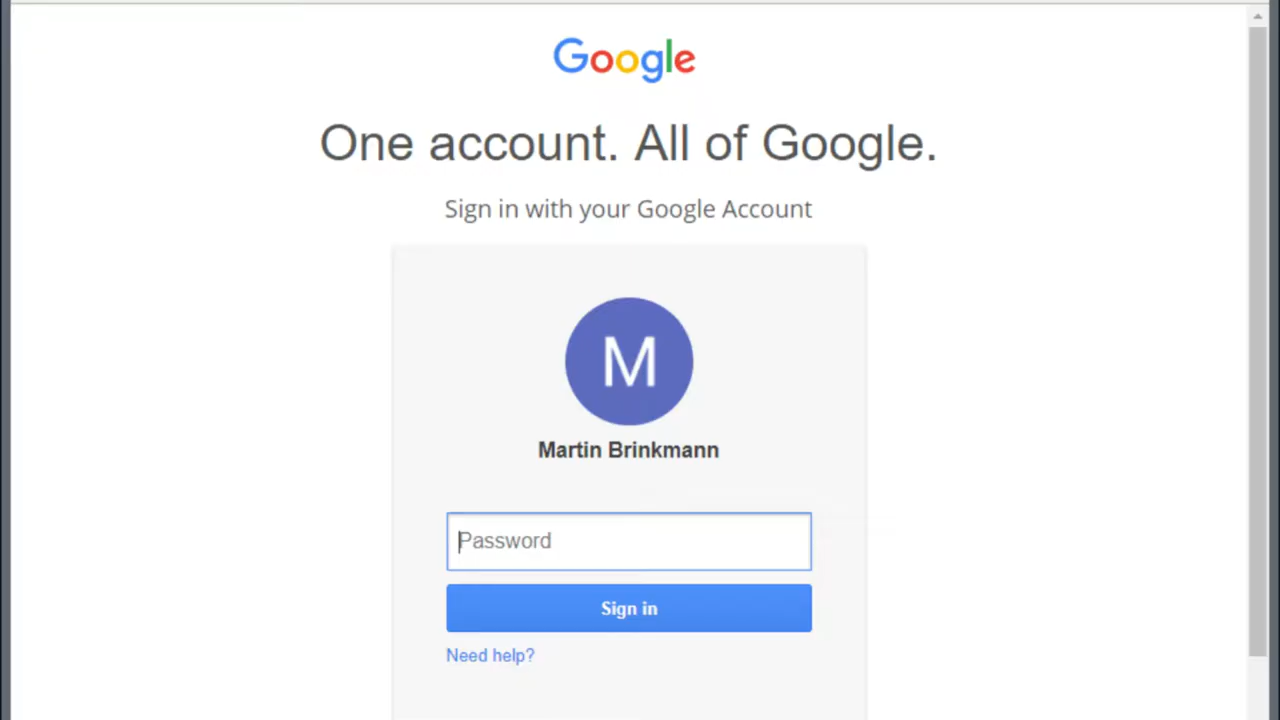 Google
One account. All of Google.
Sign in with your Google Account
M
Martin Brinkmann
Password
Sign in
Need help?